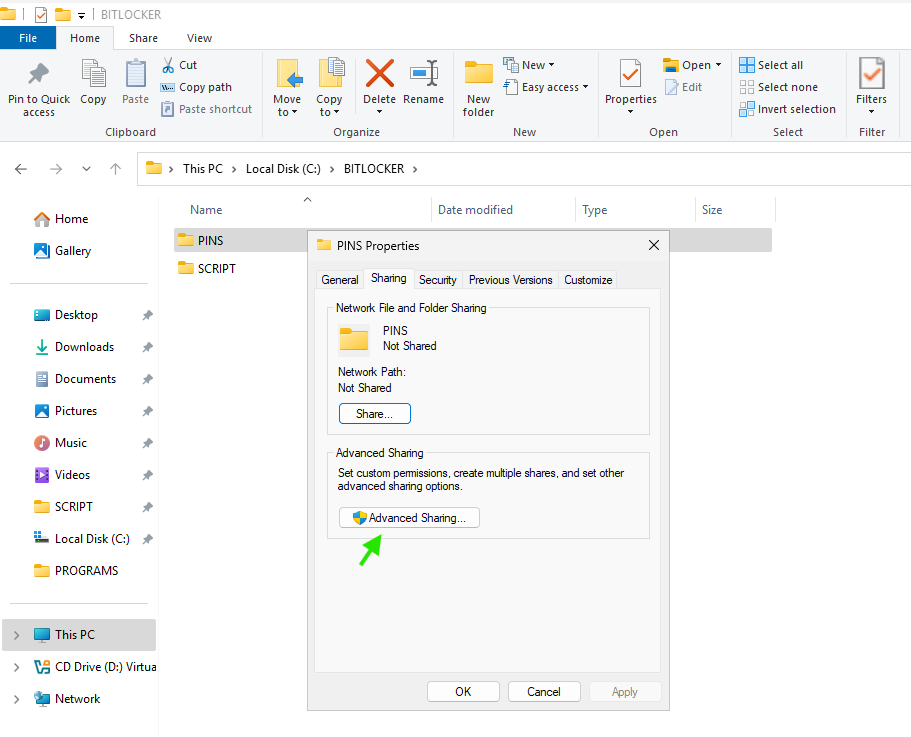 BITLOCKER
File Home Share View
Pin to Quick access
Copy
Paste
Cut
Copy path
Paste shortcut
Clipboard
Move to
Copy to
Delete
Rename
Organize
New folder
New
Easy access
New
Properties
Open
Edit
Open
Select all
Select none
Invert selection
Select
Filters
Filter
This PC > Local Disk (C:) > BITLOCKER >
Name Date modified Type Size
Home
Gallery
Desktop
Downloads
Documents
Pictures
Music
Videos
SCRIPT
Local Disk (C:)
PROGRAMS
This PC
CD Drive (D:) Virtua
Network
PINS
SCRIPT
PINS Properties
General Sharing Security Previous Versions Customize
Network File and Folder Sharing
PINS
Not Shared
Network Path:
Not Shared
Share...
Advanced Sharing
Set custom permissions, create multiple shares, and set other
advanced sharing options.
Advanced Sharing...
OK Cancel Apply